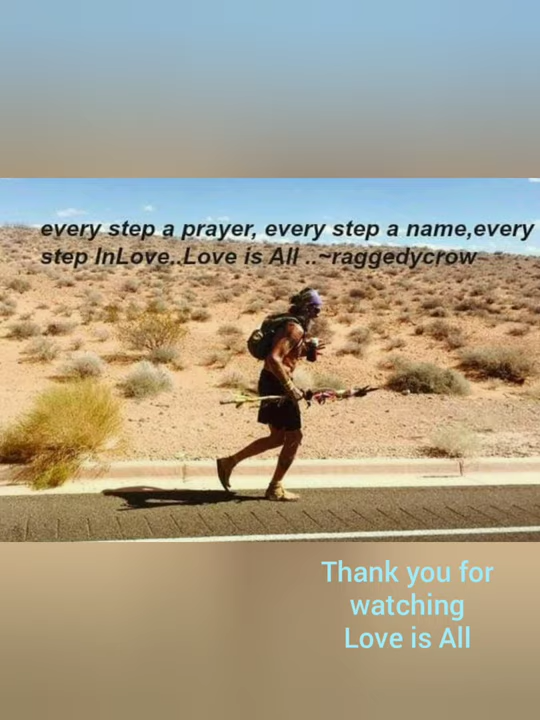 every step a prayer, every step a name,every
step InLove..Love is All ..~raggedycrow
Thank you for
watching
Love is All